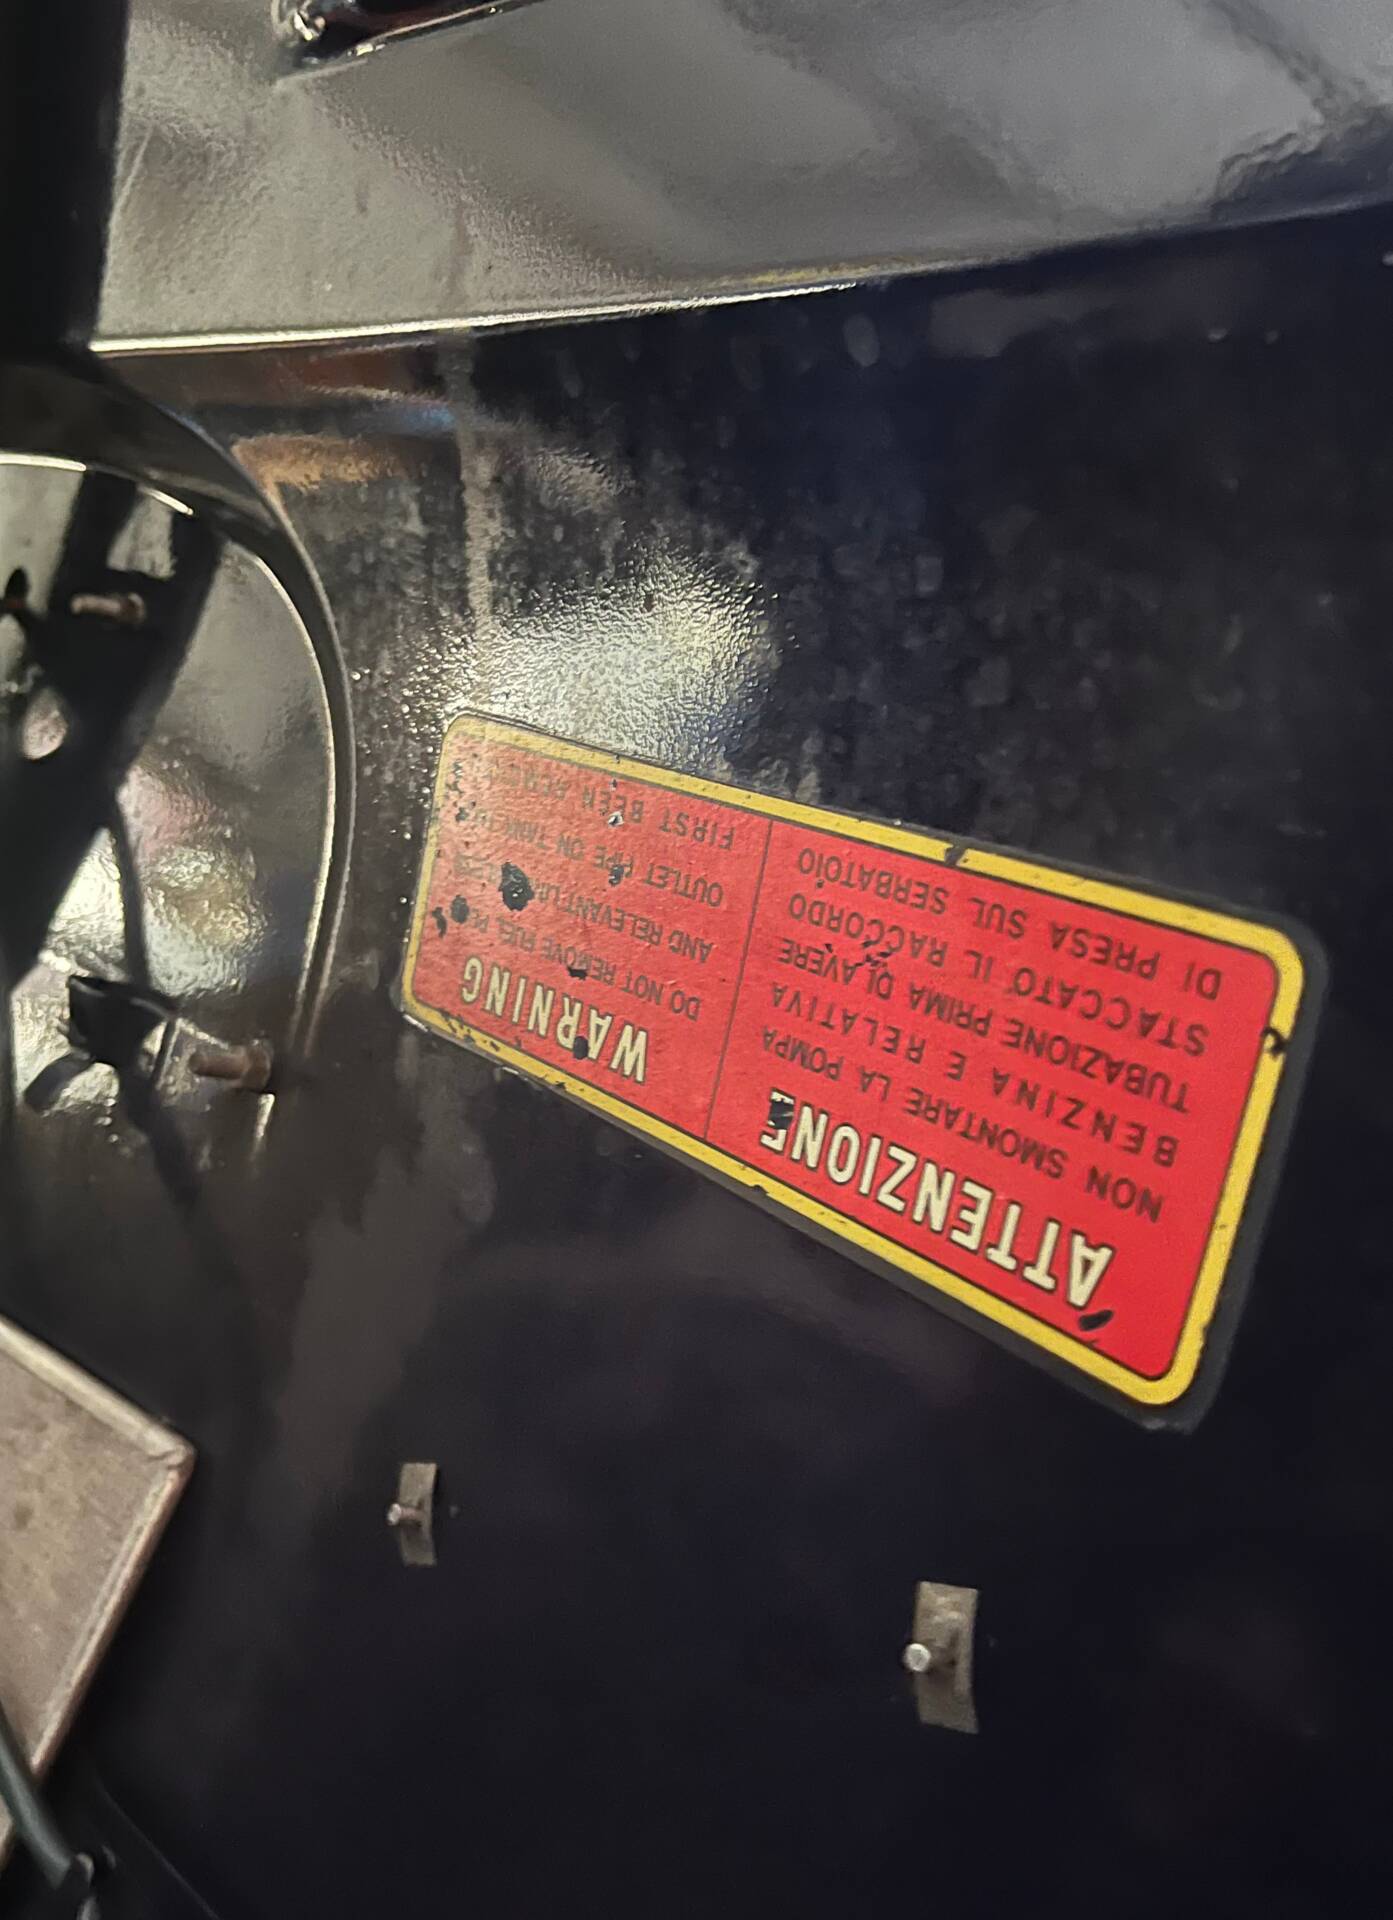 ATTENZIONE
NON SMONTARE LA POMPA
BENZINA E RELATIVA
TUBAZIONE PRIMA DI AVERE
STACCATO IL RACCORDO
DI PRESA SUL SERBATOIO
WARNING
DO NOT REMOVE FUEL
AND RELEVANT
OUTLET PIPE ON TANK
FIRST BEEN